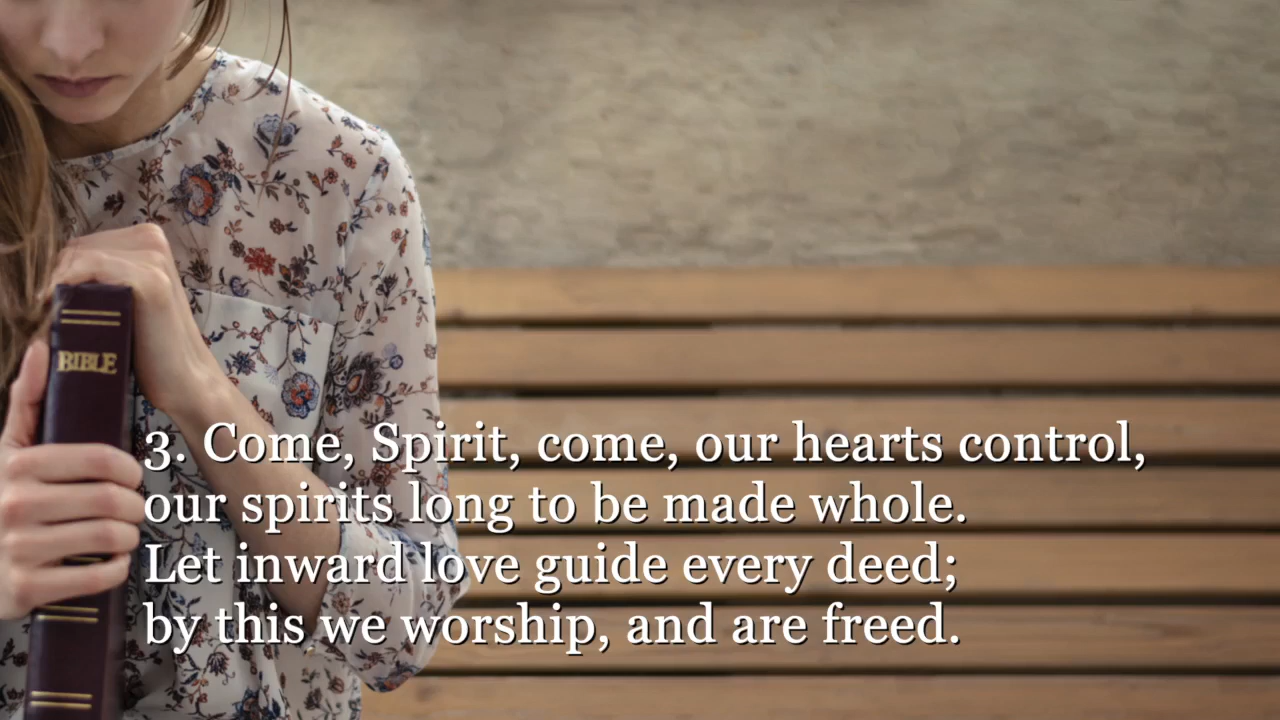 BIBLE
3. Come, Spirit, come, our hearts control,
our spirits long to be made whole.
Let inward love guide every deed;
by this we worship, and are freed.